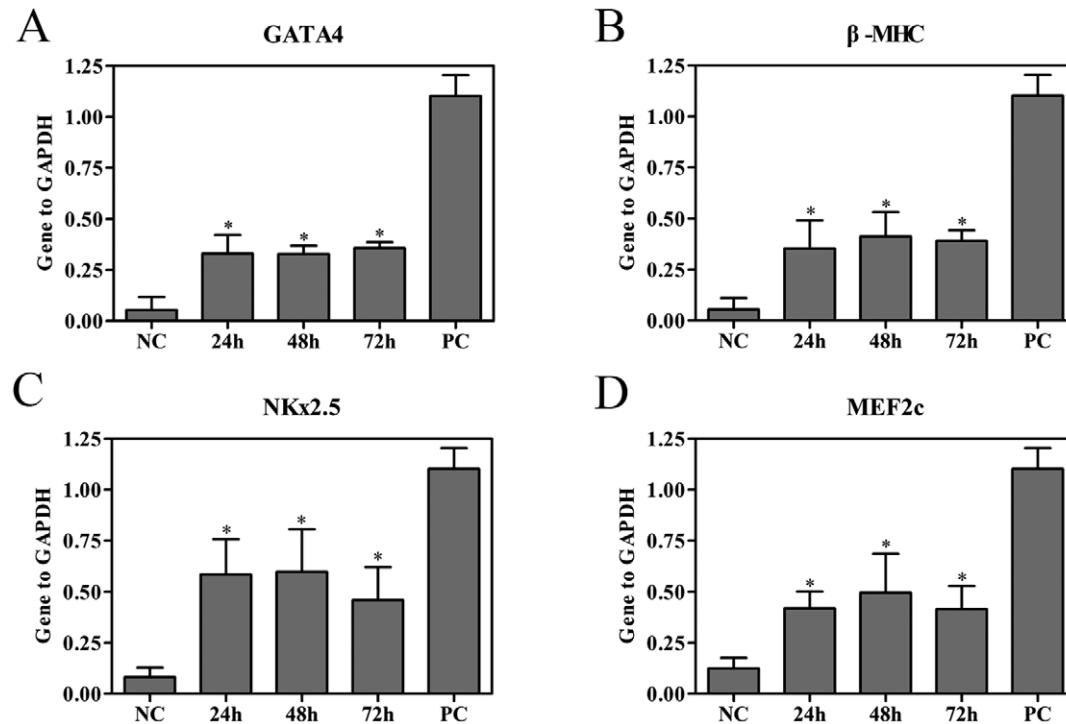 A
GATA4
Gene to GAPDH
1.25
1.00
0.50
0.25
0.00
*
*
*
NC 24h 48h 72h PC
B
β -MHC
Gene to GAPDH
1.25
1.00
0.50
0.25
0.00
*
*
*
NC 24h 48h 72h PC
C
NKx2.5
Gene to GAPDH
1.25
1.00
0.75
0.50
0.25
0.00
*
*
*
NC 24h 48h 72h PC
D
MEF2c
Gene to GAPDH
1.25
1.00
0.75
0.50
0.25
0.00
*
*
*
NC 24h 48h 72h PC